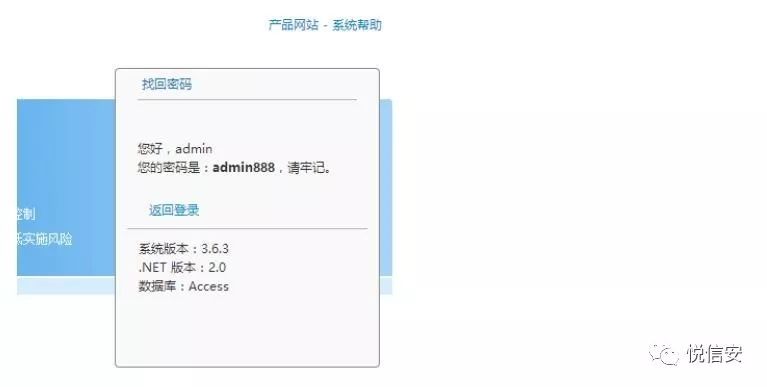 产品网站 - 系统帮助
找回密码
您好，admin
您的密码是：admin888，请牢记。
返回登录
控制
低实施风险
系统版本：3.6.3
.NET 版本：2.0
数据库：Access
悦信安